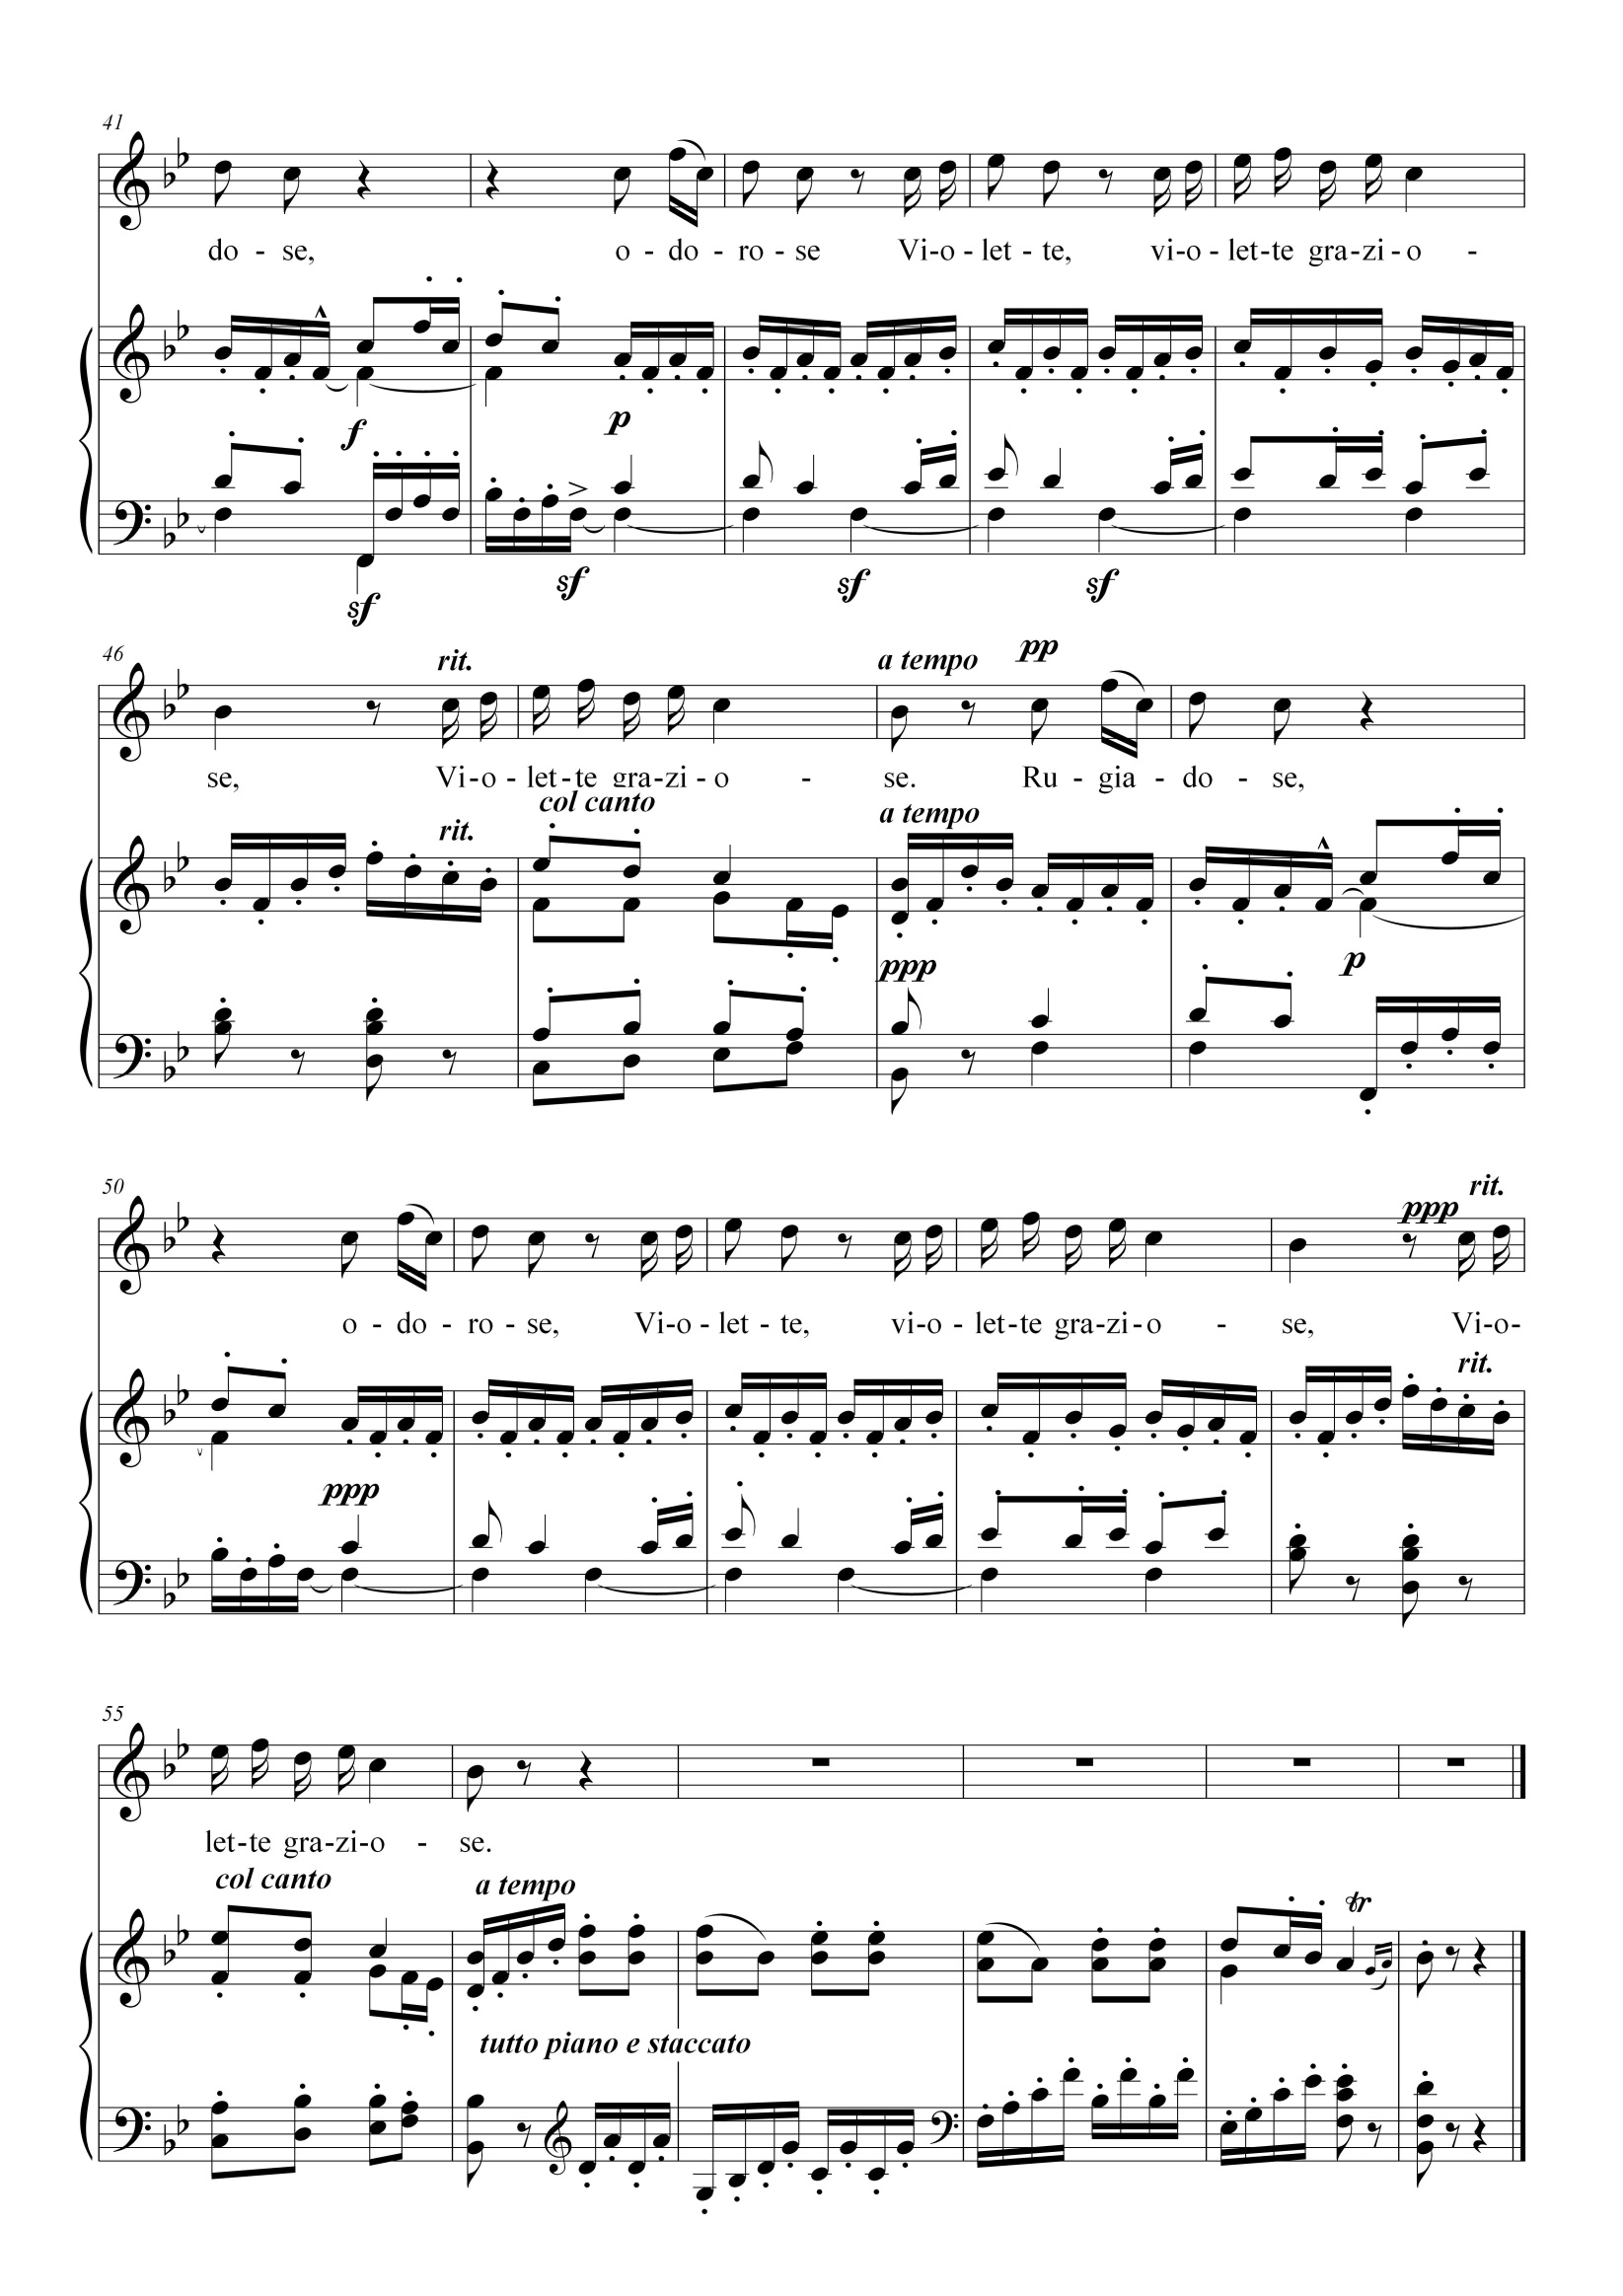 41
do - se, o - do - ro - se Vi-o - let - te, vi-o - let-te gra-zi-o -
f p
sf sf sf sf
46 rit. a tempo pp
se, Vi-o - let-te gra-zi-o - se. Ru - gia - do - se,
rit. col canto a tempo
ppp p
50 ppp rit.
o - do - ro - se, Vi-o - let - te, vi-o - let-te gra-zi-o - se, Vi-o-
rit.
ppp
55
let-te gra-zi-o - se.
col canto a tempo tr
tutto piano e staccato